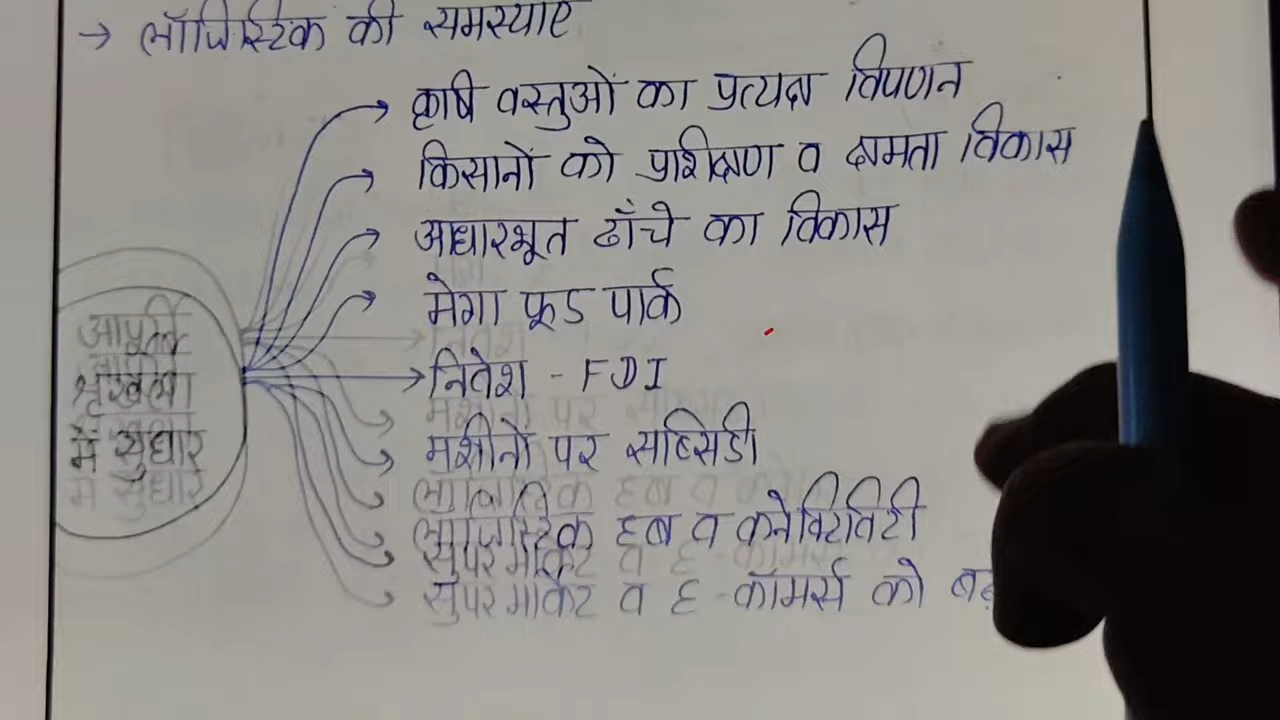 → लॉजिस्टिक की समस्याएँ
कृषि वस्तुओं का प्रत्यक्ष विपणन
किसानों को प्रशिक्षण व क्षमता विकास
आधारभूत ढाँचे का विकास
मेगा फूड पार्क
आपूर्ति
श्रृंखला
में सुधार
निवेश - FDI
मशीनों पर सब्सिडी
लॉजिस्टिक हब व कनेक्टिविटी
सुपर मार्केट व ई-कॉमर्स को